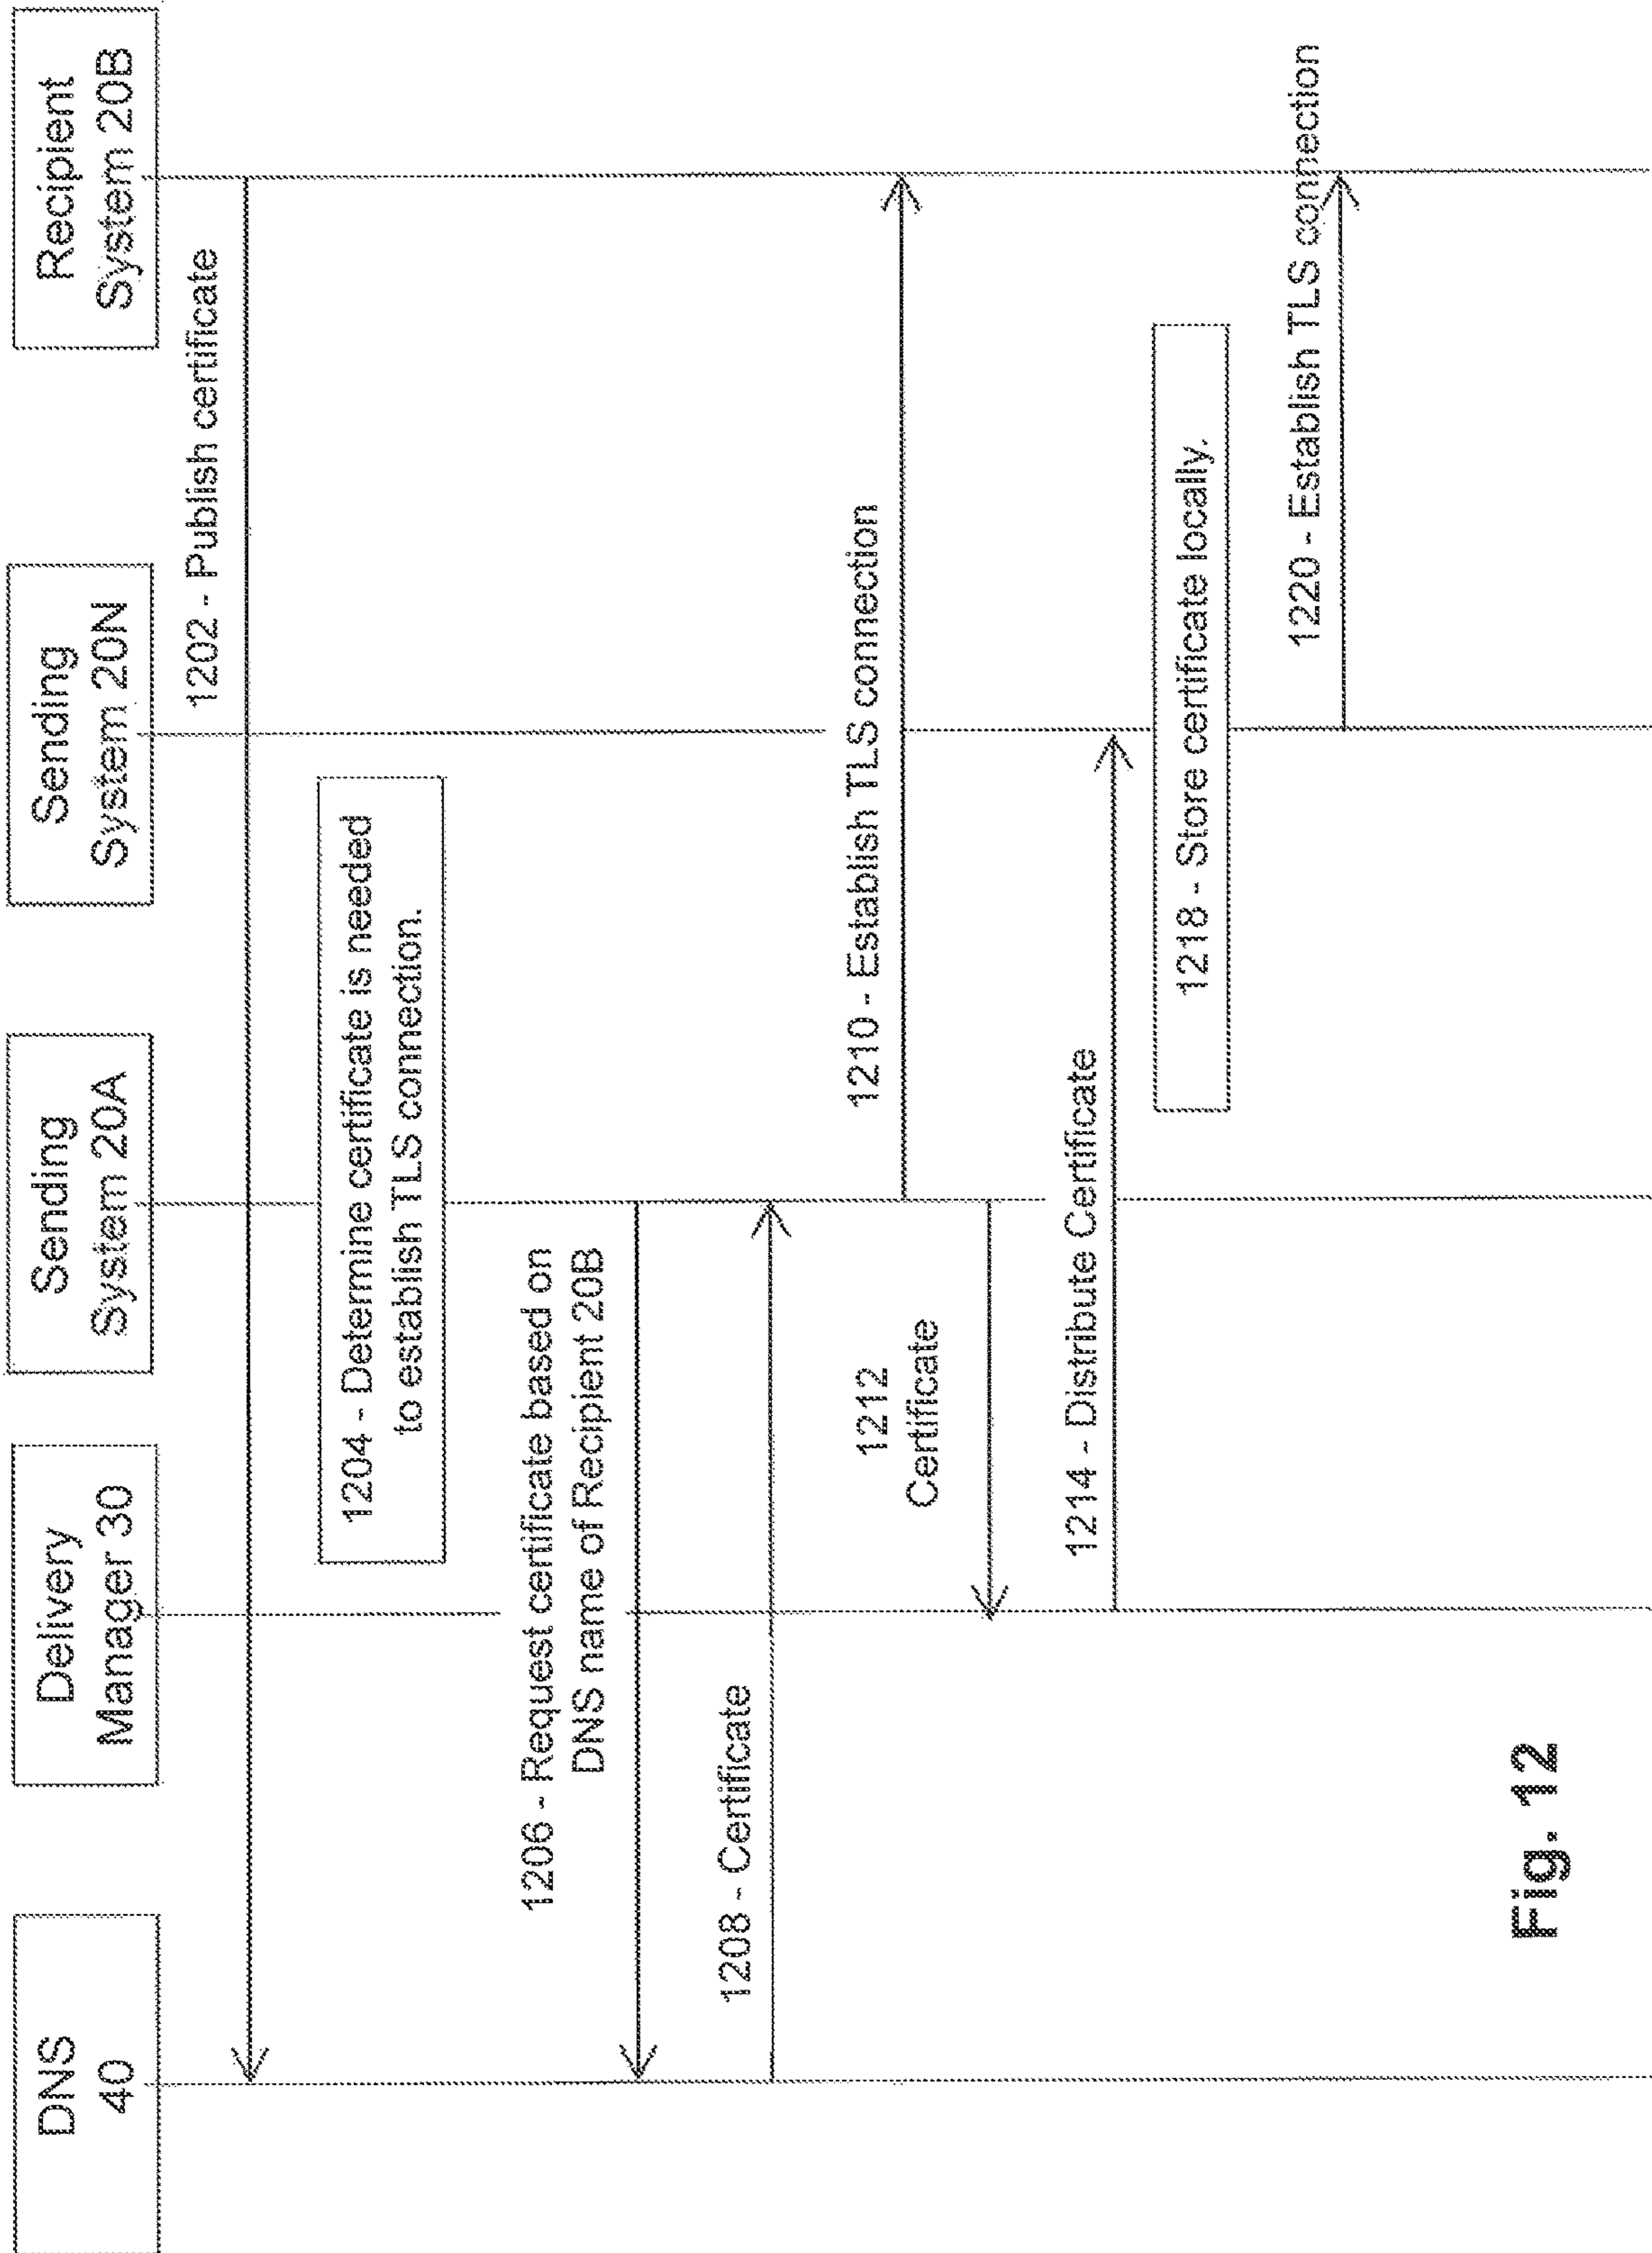 DNS
40
Delivery
Manager 30
Sending
System 20A
Sending
System 20N
Recipient
System 20B
1202 - Publish certificate
1204 - Determine certificate is needed
to establish TLS connection.
1206 - Request certificate based on
DNS name of Recipient 20B
1208 - Certificate
1210 - Establish TLS connection
1212
Certificate
1214 - Distribute Certificate
1218 - Store certificate locally.
1220 - Establish TLS connection
Fig. 12